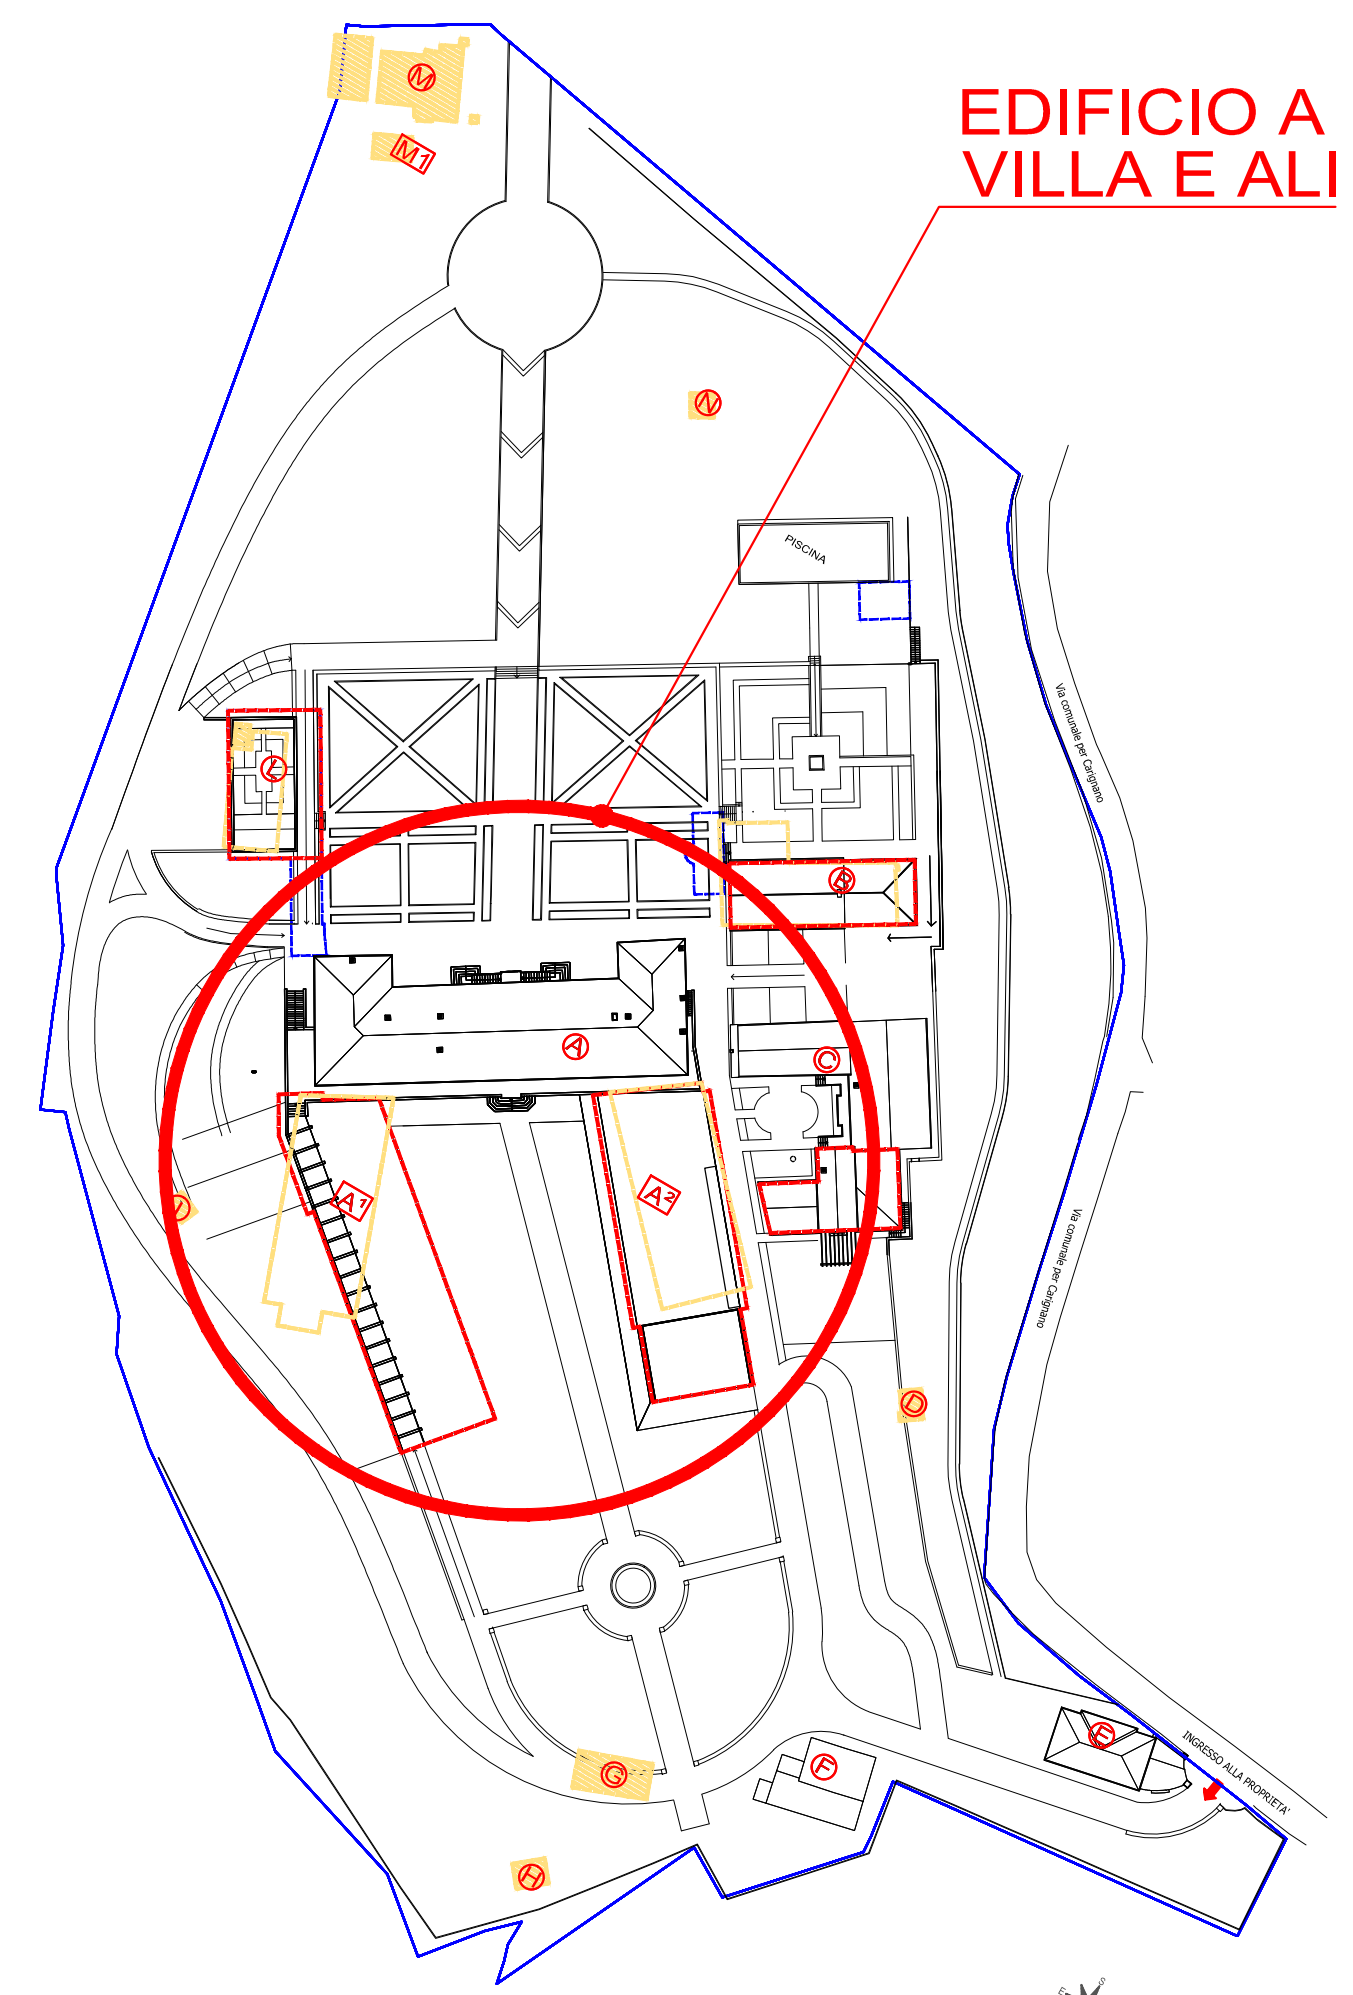 EDIFICIO A
VILLA E ALI
M
M1
N
PISCINA
Via comunale per Carignano
L
B
A
C
A1
A2
I
Via comunale per Carignano
D
E
INGRESSO ALLA PROPRIETA'
F
G
H
S
E